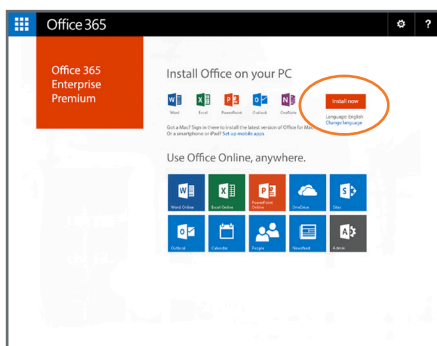 Office 365
?
Office 365
Enterprise
Premium
Install Office on your PC
Word Excel PowerPoint Outlook OneNote
Install now
Language: English
Change language
Got a Mac? Sign in there to install the latest version of Office for Mac.
Or a smartphone or iPad? Set up mobile apps
Use Office Online, anywhere.
Word Online Excel Online PowerPoint Online OneDrive Sites
Outlook Calendar People Newsfeed Admin